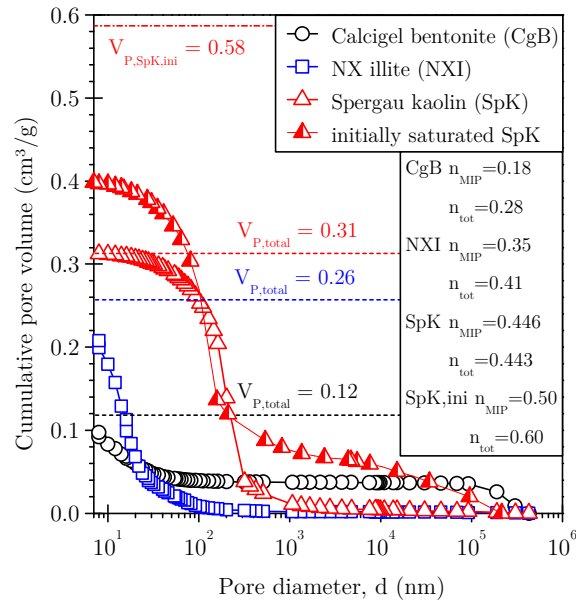 0.6
0.5
0.4
0.3
0.2
0.1
0.0
Cumulative pore volume (cm³/g)
V_P,SpK,ini = 0.58
Calcigel bentonite (CgB)
NX illite (NXI)
Spergau kaolin (SpK)
initially saturated SpK
V_P,total = 0.31
V_P,total = 0.26
V_P,total = 0.12
CgB n_MIP=0.18
n_tot=0.28
NXI n_MIP=0.35
n_tot=0.41
SpK n_MIP=0.446
n_tot=0.443
SpK,ini n_MIP=0.50
n_tot=0.60
10¹ 10² 10³ 10⁴ 10⁵ 10⁶
Pore diameter, d (nm)